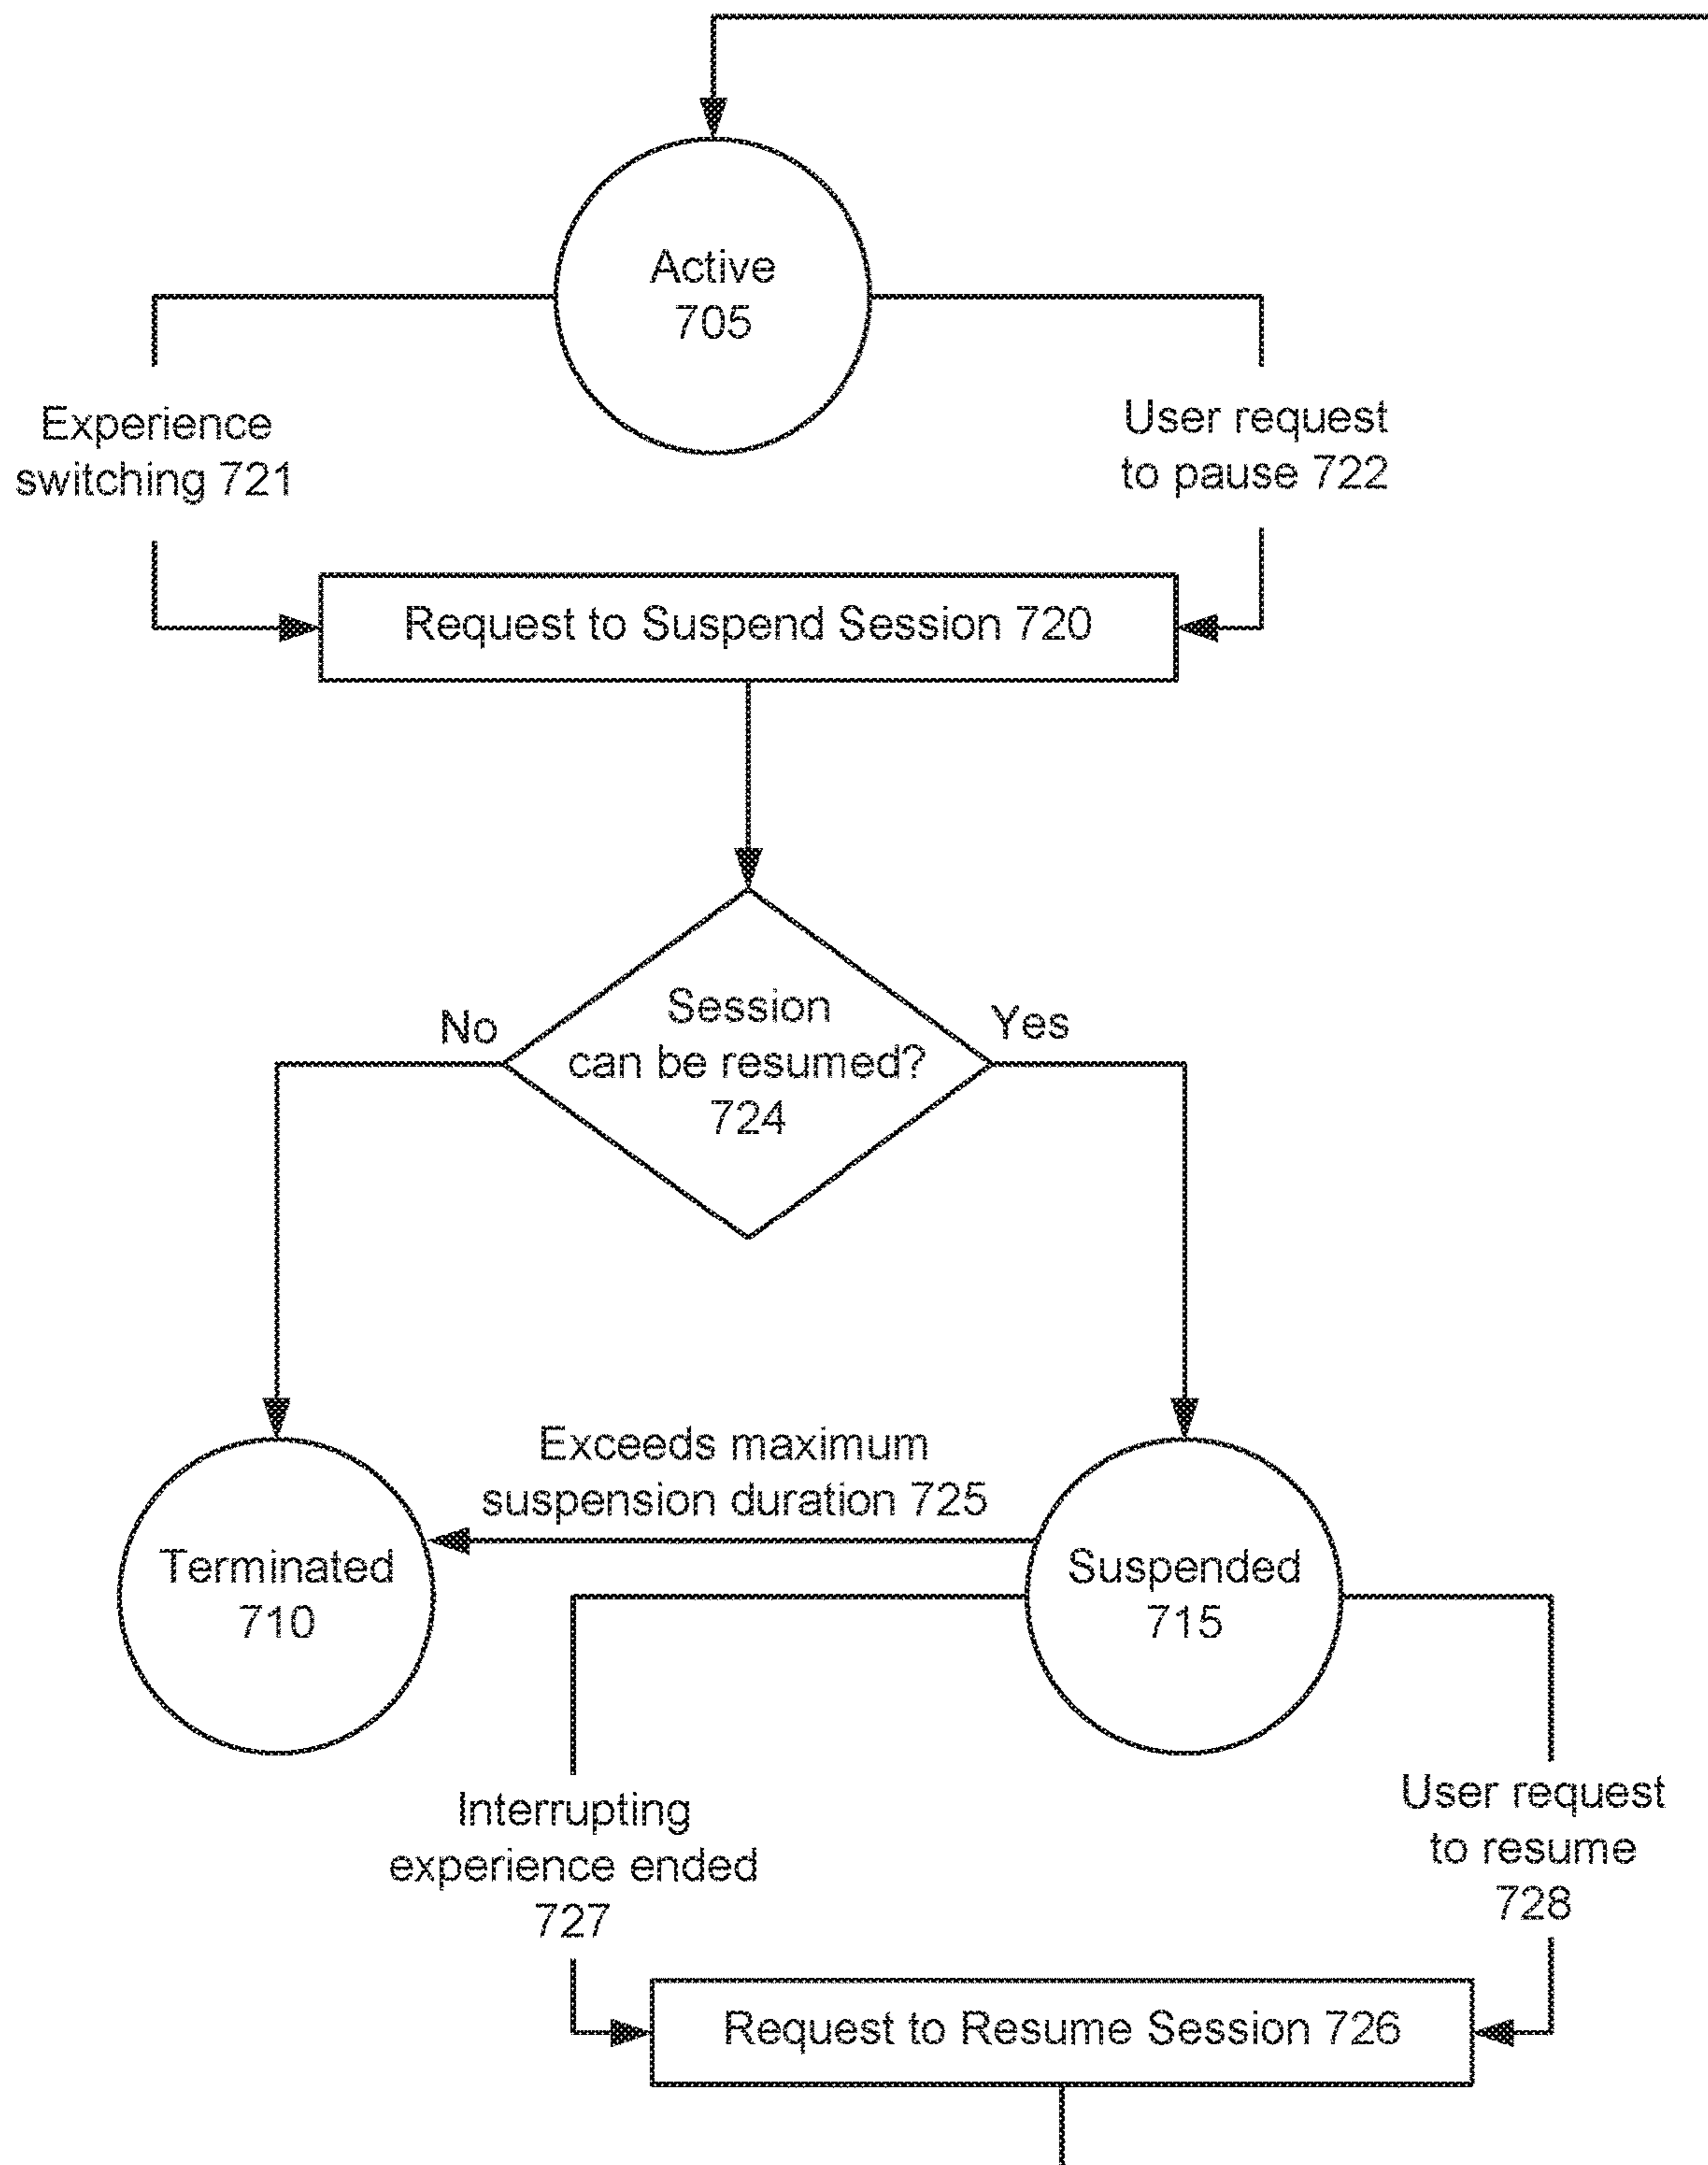 Active
705
Experience
switching 721
User request
to pause 722
Request to Suspend Session 720
No
Session
can be resumed?
724
Yes
Exceeds maximum
suspension duration 725
Terminated
710
Suspended
715
Interrupting
experience ended
727
User request
to resume
728
Request to Resume Session 726